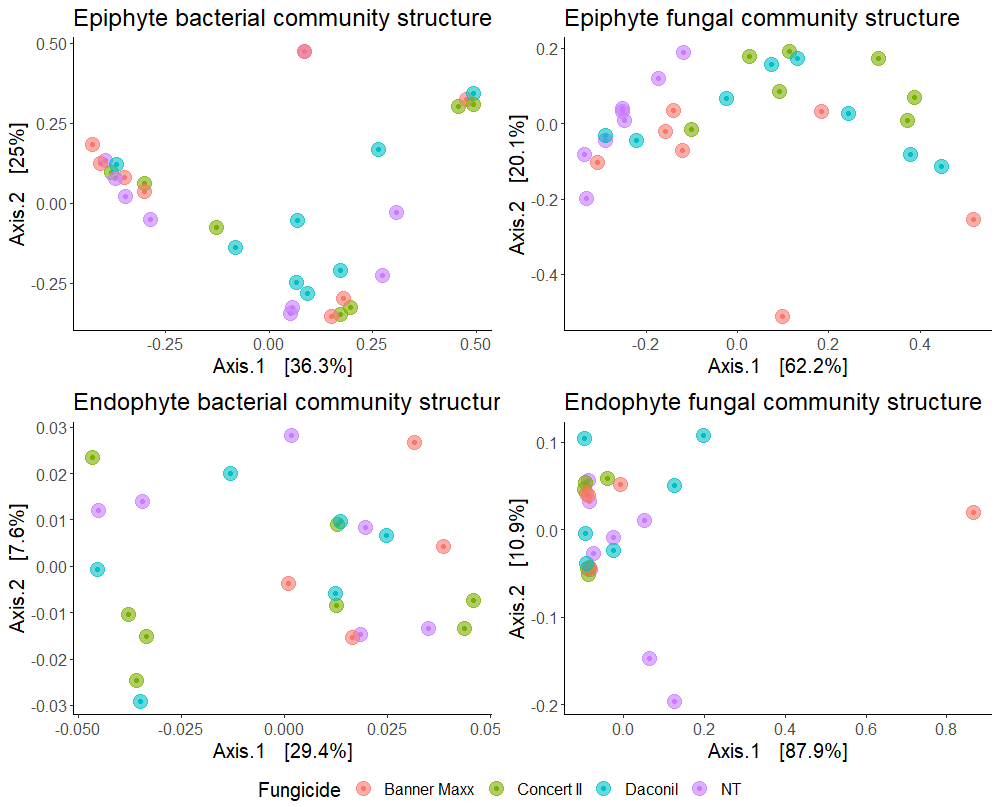 Epiphyte bacterial community structure
0.50
0.25
0.00
-0.25
Axis.2 [25%]
-0.25
0.00
0.25
0.50
Axis.1 [36.3%]
Epiphyte fungal community structure
0.2
0.0
-0.2
-0.4
Axis.2 [20.1%]
-0.2
0.0
0.2
0.4
Axis.1 [62.2%]
Endophyte bacterial community structur
0.03
0.02
0.01
0.00
-0.01
-0.02
-0.03
Axis.2 [7.6%]
-0.050
-0.025
0.000
0.025
0.05
Axis.1 [29.4%]
Endophyte fungal community structure
0.1
0.0
-0.1
-0.2
Axis.2 [10.9%]
0.0
0.2
0.4
0.6
0.8
Axis.1 [87.9%]
Fungicide Banner Maxx Concert II Daconil NT